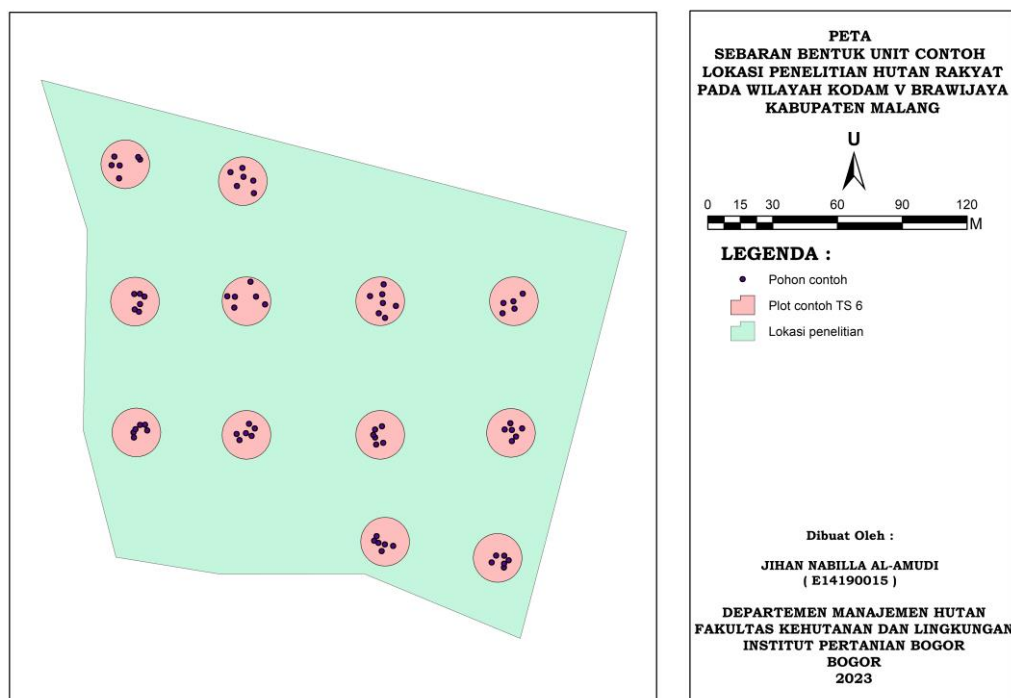 PETA
SEBARAN BENTUK UNIT CONTOH
LOKASI PENELITIAN HUTAN RAKYAT
PADA WILAYAH KODAM V BRAWIJAYA
KABUPATEN MALANG
U
0 15 30 60 90 120
M
LEGENDA :
Pohon contoh
Plot contoh TS 6
Lokasi penelitian
Dibuat Oleh :
JIHAN NABILLA AL-AMUDI
( E14190015 )
DEPARTEMEN MANAJEMEN HUTAN
FAKULTAS KEHUTANAN DAN LINGKUNGAN
INSTITUT PERTANIAN BOGOR
BOGOR
2023